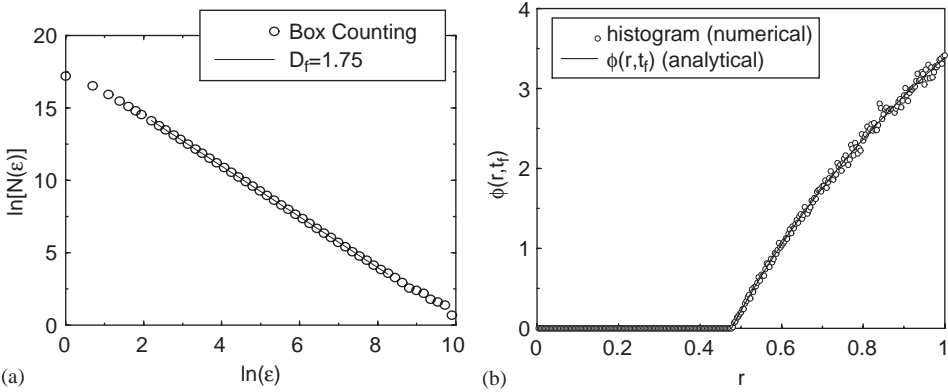 20
15
10
5
0
ln[N(ε)]
Box Counting
D_f=1.75
0 2 4 6 8 10
ln(ε)
(a)
4
3
2
1
0
ϕ(r,t_f)
histogram (numerical)
ϕ(r,t_f) (analytical)
0 0.2 0.4 0.6 0.8 1
r
(b)